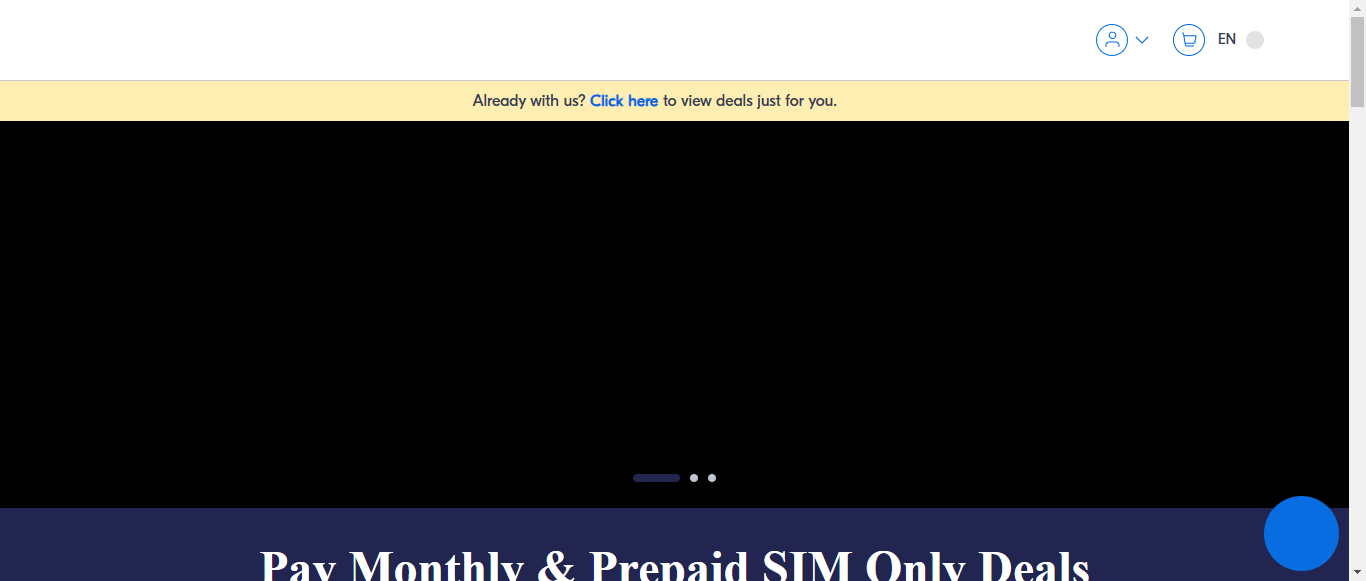 EN
Already with us? Click here to view deals just for you.
Pay Monthly & Prepaid SIM Only Deals